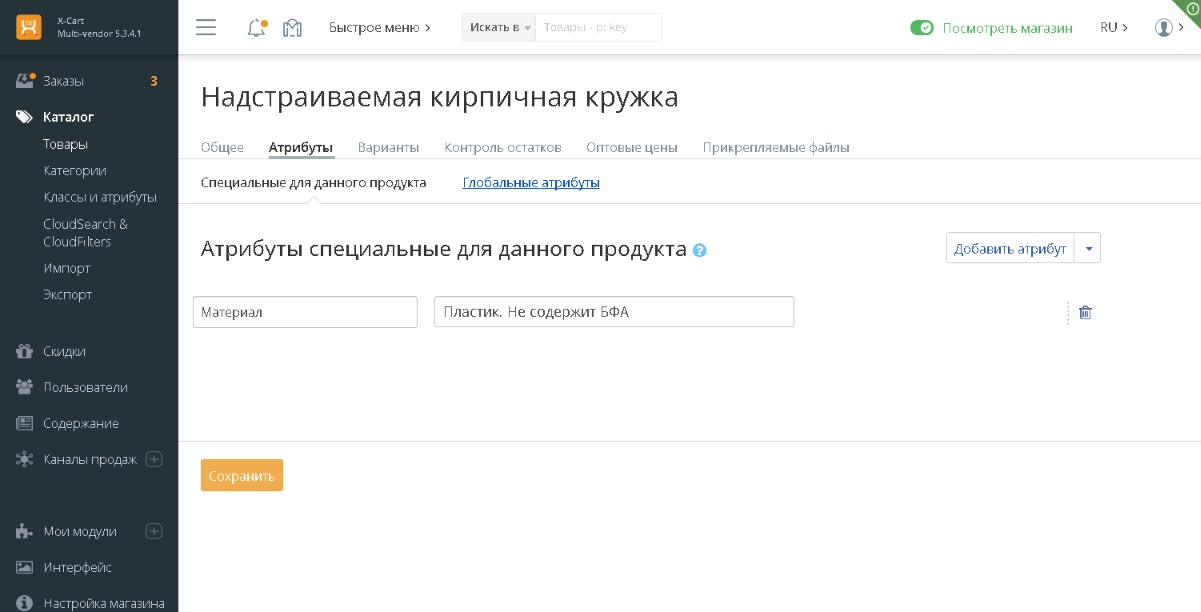 X-Cart
Multi-vendor 5.3.4.1
Быстрое меню
Искать в
Товары - p: key
Посмотреть магазин
RU
Заказы 3
Каталог
Товары
Категории
Классы и атрибуты
CloudSearch &
CloudFilters
Импорт
Экспорт
Скидки
Пользователи
Содержание
Каналы продаж
Мои модули
Интерфейс
Настройка магазина
Надстраиваемая кирпичная кружка
Общее Атрибуты Варианты Контроль остатков Оптовые цены Прикрепляемые файлы
Специальные для данного продукта Глобальные атрибуты
Атрибуты специальные для данного продукта ?
Добавить атрибут
Материал Пластик. Не содержит БФА
Сохранить